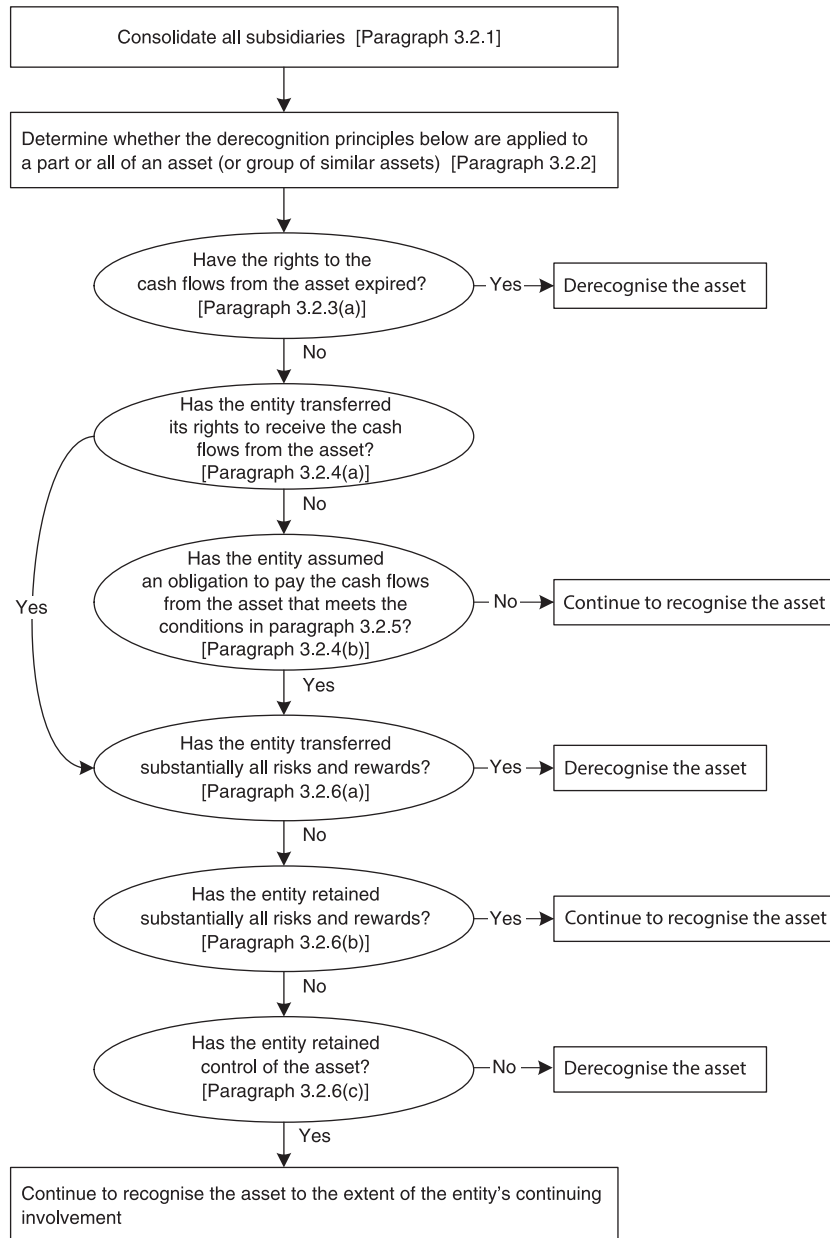 Consolidate all subsidiaries [Paragraph 3.2.1]
Determine whether the derecognition principles below are applied to
a part or all of an asset (or group of similar assets) [Paragraph 3.2.2]
Have the rights to the
cash flows from the asset expired?
[Paragraph 3.2.3(a)]
Yes
Derecognise the asset
No
Has the entity transferred
its rights to receive the cash
flows from the asset?
[Paragraph 3.2.4(a)]
No
Yes
Has the entity assumed
an obligation to pay the cash flows
from the asset that meets the
conditions in paragraph 3.2.5?
[Paragraph 3.2.4(b)]
No
Continue to recognise the asset
Yes
Has the entity transferred
substantially all risks and rewards?
[Paragraph 3.2.6(a)]
Yes
Derecognise the asset
No
Has the entity retained
substantially all risks and rewards?
[Paragraph 3.2.6(b)]
Yes
Continue to recognise the asset
No
Has the entity retained
control of the asset?
[Paragraph 3.2.6(c)]
No
Derecognise the asset
Yes
Continue to recognise the asset to the extent of the entity's continuing
involvement